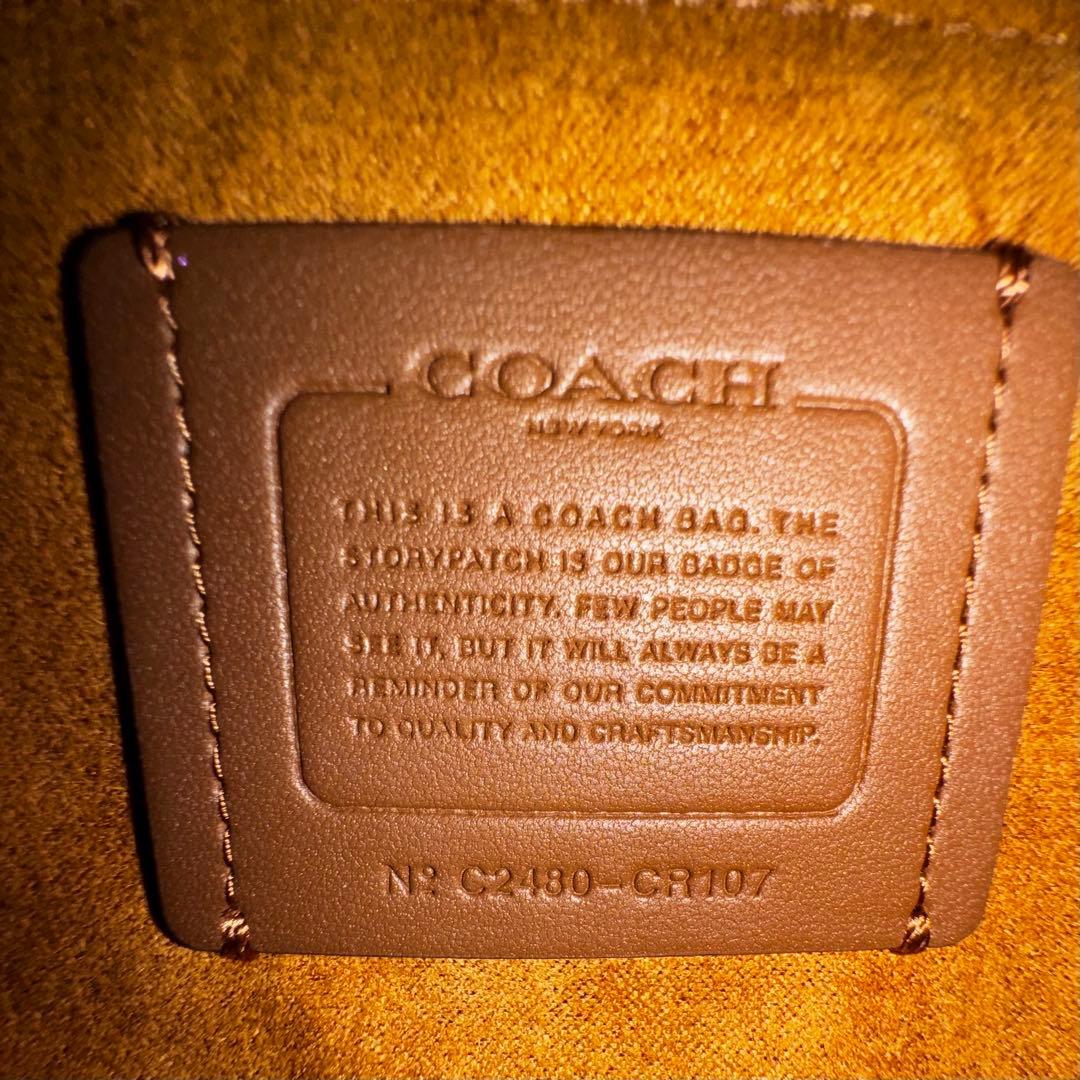 COACH
NEW YORK
THIS IS A COACH BAG. THE
STORYPATCH IS OUR BADGE OF
AUTHENTICITY. FEW PEOPLE MAY
SEE IT, BUT IT WILL ALWAYS BE A
REMINDER OF OUR COMMITMENT
TO QUALITY AND CRAFTSMANSHIP.
Nº C2480-CR107